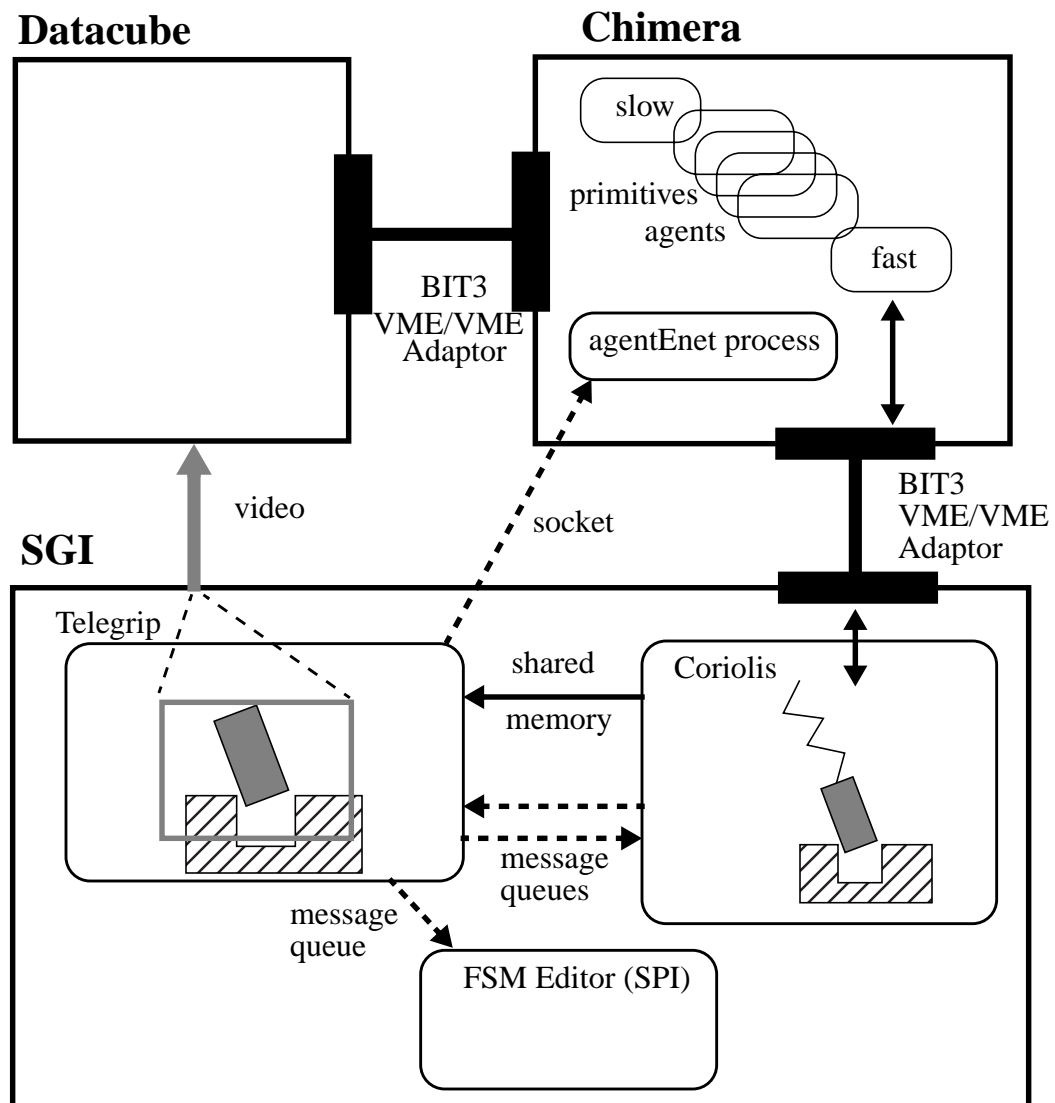 Datacube
Chimera
slow
primitives
agents
fast
BIT3
VME/VME
Adaptor
agentEnet process
video
socket
BIT3
VME/VME
Adaptor
SGI
Telegrip
shared
memory
Coriolis
message
queues
message
queue
FSM Editor (SPI)